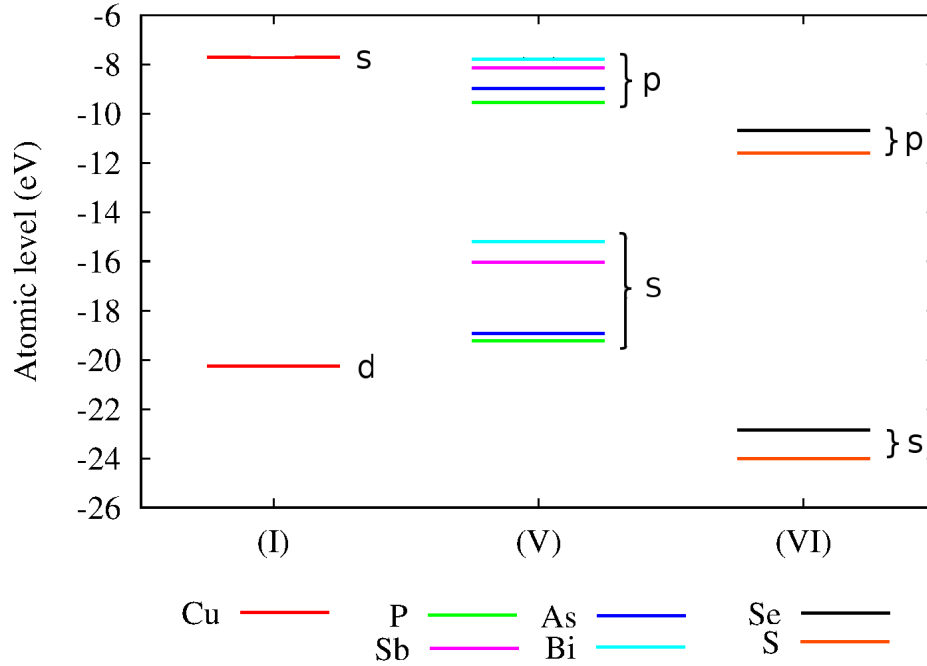 -6
-8
-10
-12
-14
-16
-18
-20
-22
-24
-26
Atomic level (eV)
s
p
p
s
d
s
(I) (V) (VI)
Cu P As Se
Sb Bi S